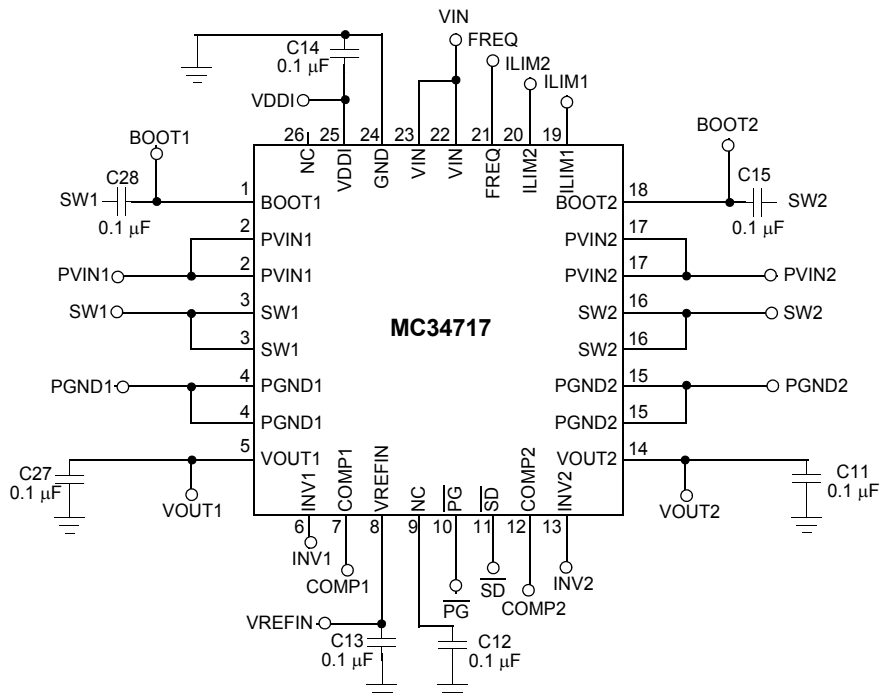 VIN
FREQ
ILIM2
ILIM1
C14
0.1 µF
VDDI
26 25 24 23 22 21 20 19
NC VDDI GND VIN VIN FREQ ILIM2 ILIM1
BOOT1
BOOT2
C28
SW1
0.1 µF
1 BOOT1
BOOT2 18
C15
SW2
0.1 µF
2 PVIN1
PVIN2 17
PVIN1 2 PVIN1
PVIN2 17 PVIN2
SW1 3 SW1
SW2 16 SW2
MC34717
3 SW1
SW2 16
PGND1 4 PGND1
PGND2 15 PGND2
4 PGND1
PGND2 15
5 VOUT1
VOUT2 14
C27
0.1 µF
VOUT1
C11
0.1 µF
VOUT2
INV1 COMP1 VREFIN NC PG SD COMP2 INV2
6 7 8 9 10 11 12 13
INV1
COMP1
PG
SD
COMP2
INV2
VREFIN
C13
0.1 µF
C12
0.1 µF